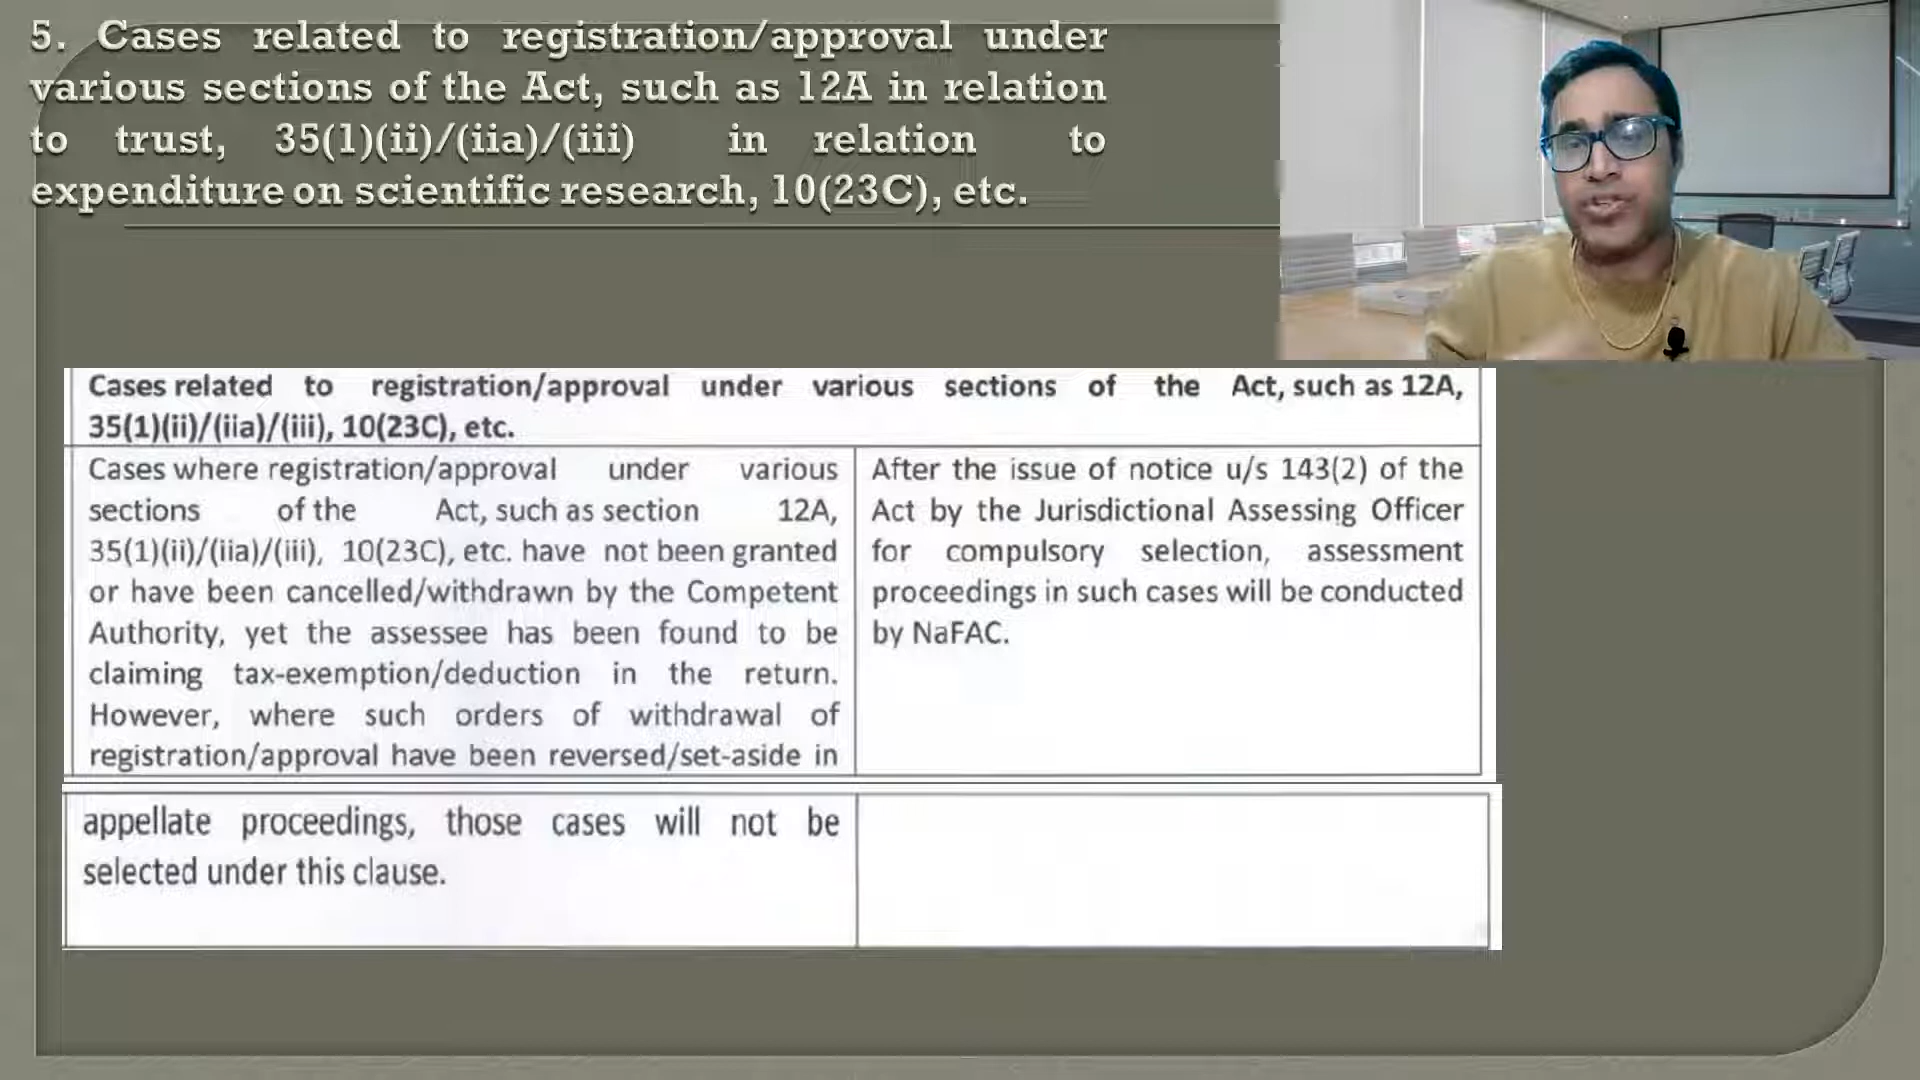 5. Cases related to registration/approval under
various sections of the Act, such as 12A in relation
to trust, 35(1)(ii)/(iia)/(iii) in relation to
expenditure on scientific research, 10(23C), etc.
Cases related to registration/approval under various sections of the Act, such as 12A,
35(1)(ii)/(iia)/(iii), 10(23C), etc.
Cases where registration/approval under various
sections of the Act, such as section 12A,
35(1)(ii)/(iia)/(iii), 10(23C), etc. have not been granted
or have been cancelled/withdrawn by the Competent
Authority, yet the assessee has been found to be
claiming tax-exemption/deduction in the return.
However, where such orders of withdrawal of
registration/approval have been reversed/set-aside in
appellate proceedings, those cases will not be
selected under this clause.
After the issue of notice u/s 143(2) of the
Act by the Jurisdictional Assessing Officer
for compulsory selection, assessment
proceedings in such cases will be conducted
by NaFAC.